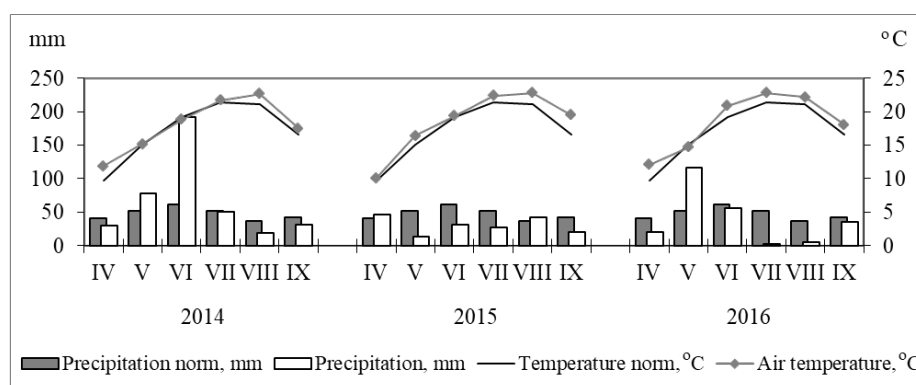 mm °C
250 25
200 20
150 15
100 10
50 5
0 0
IV V VI VII VIII IX IV V VI VII VIII IX IV V VI VII VIII IX
2014 2015 2016
Precipitation norm, mm Precipitation, mm Temperature norm, °C Air temperature, °C